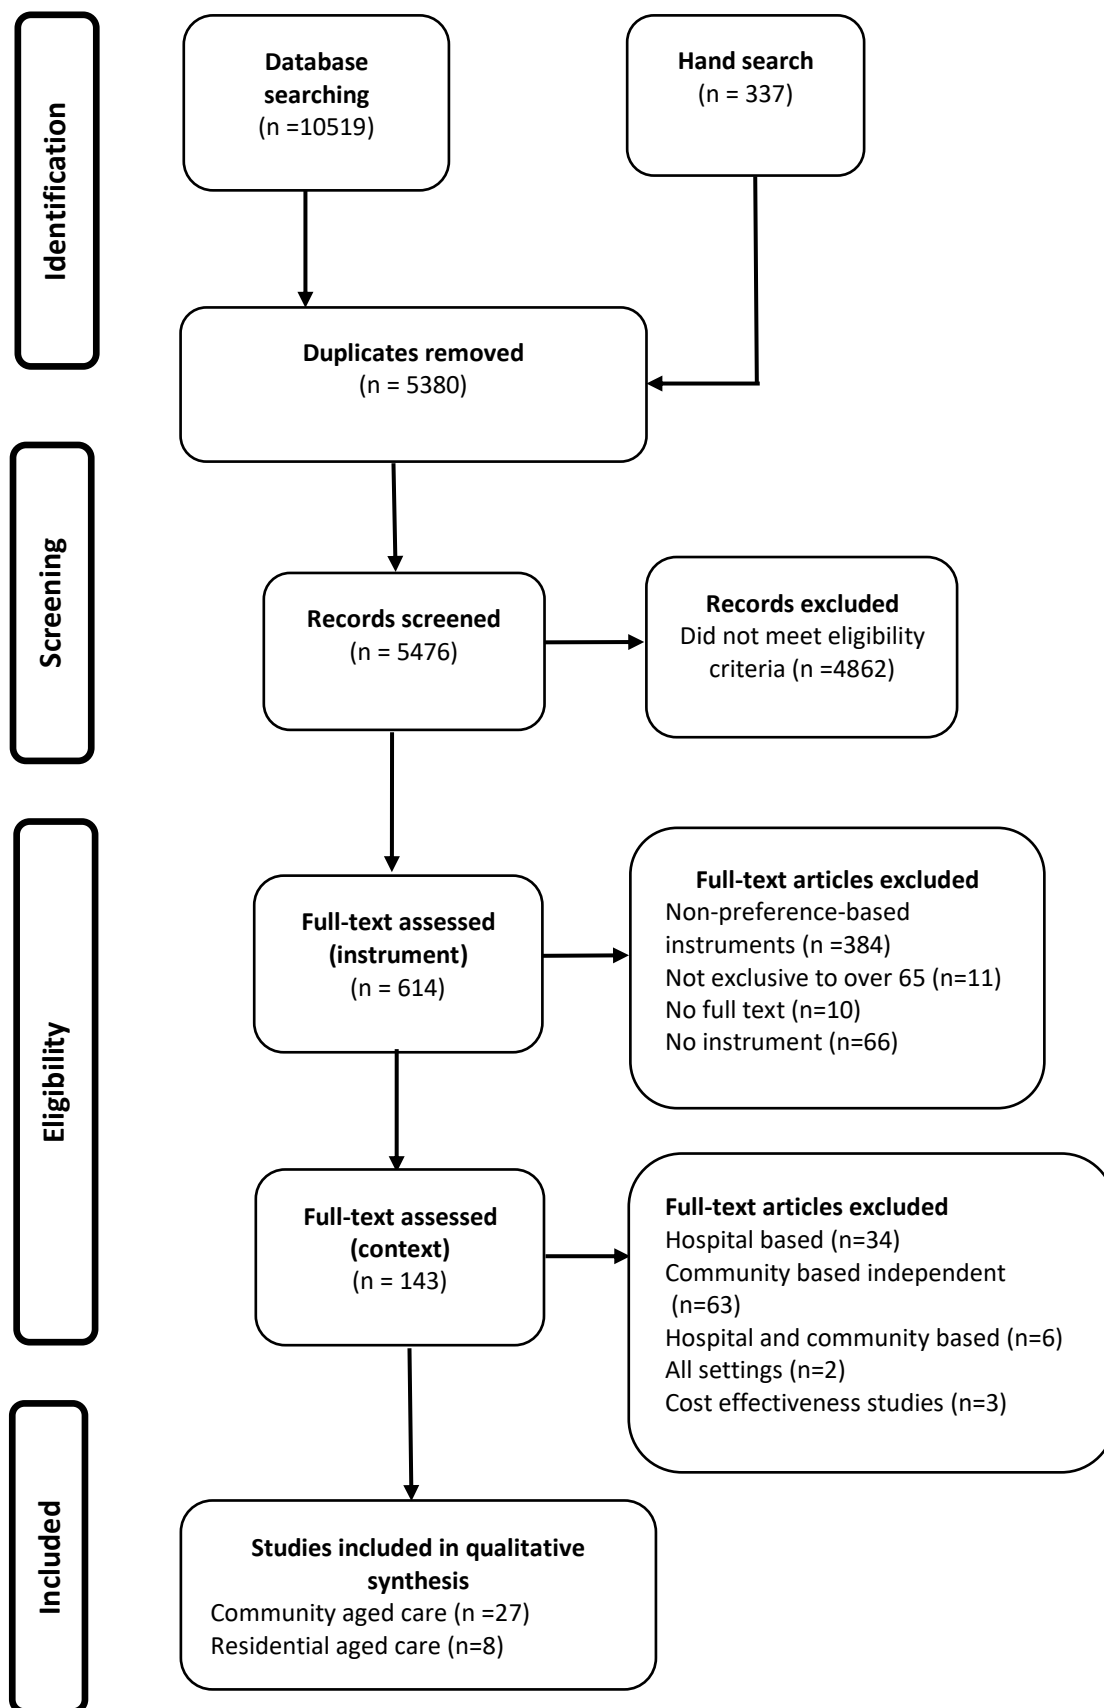 Identification
Database
searching
(n =10519)
Hand search
(n = 337)
Duplicates removed
(n = 5380)
Screening
Records screened
(n = 5476)
Records excluded
Did not meet eligibility
criteria (n =4862)
Eligibility
Full-text assessed
(instrument)
(n = 614)
Full-text articles excluded
Non-preference-based
instruments (n =384)
Not exclusive to over 65 (n=11)
No full text (n=10)
No instrument (n=66)
Full-text assessed
(context)
(n = 143)
Full-text articles excluded
Hospital based (n=34)
Community based independent
(n=63)
Hospital and community based (n=6)
All settings (n=2)
Cost effectiveness studies (n=3)
Included
Studies included in qualitative
synthesis
Community aged care (n =27)
Residential aged care (n=8)